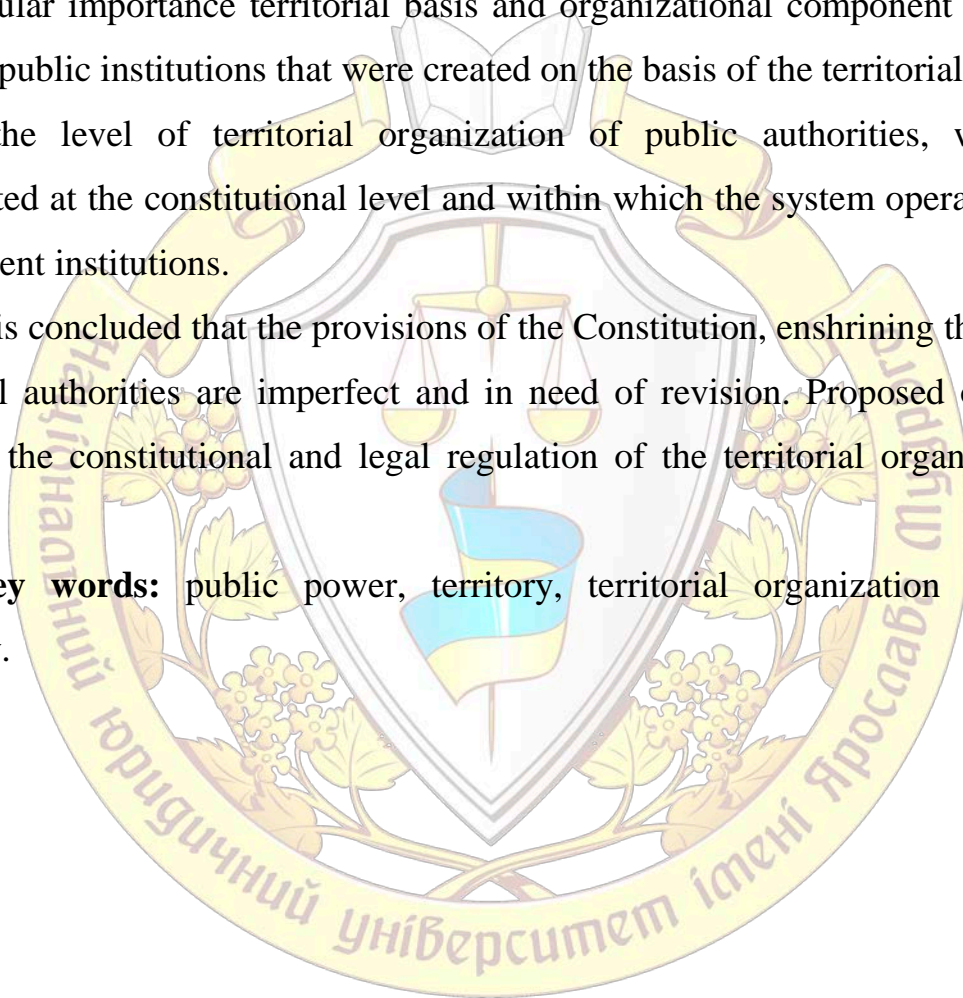 ular importance territorial basis and organizational component
public institutions that were created on the basis of the territorial
the level of territorial organization of public authorities, w
ted at the constitutional level and within which the system opera
ent institutions.
is concluded that the provisions of the Constitution, enshrining th
l authorities are imperfect and in need of revision. Proposed
the constitutional and legal regulation of the territorial organ
ey words: public power, territory, territorial organization
.
Національний юридичний університет імені Ярослава Мудрого